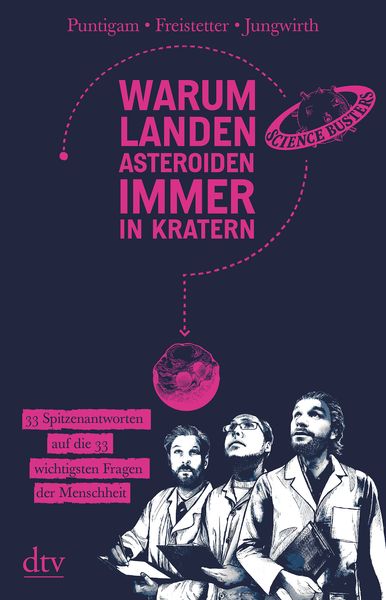 Puntigam • Freistetter • Jungwirth
WARUM
LANDEN
ASTEROIDEN
IMMER
IN KRATERN
SCIENCE BUSTERS
33 Spitzenantworten
auf die 33
wichtigsten Fragen
der Menschheit
dtv